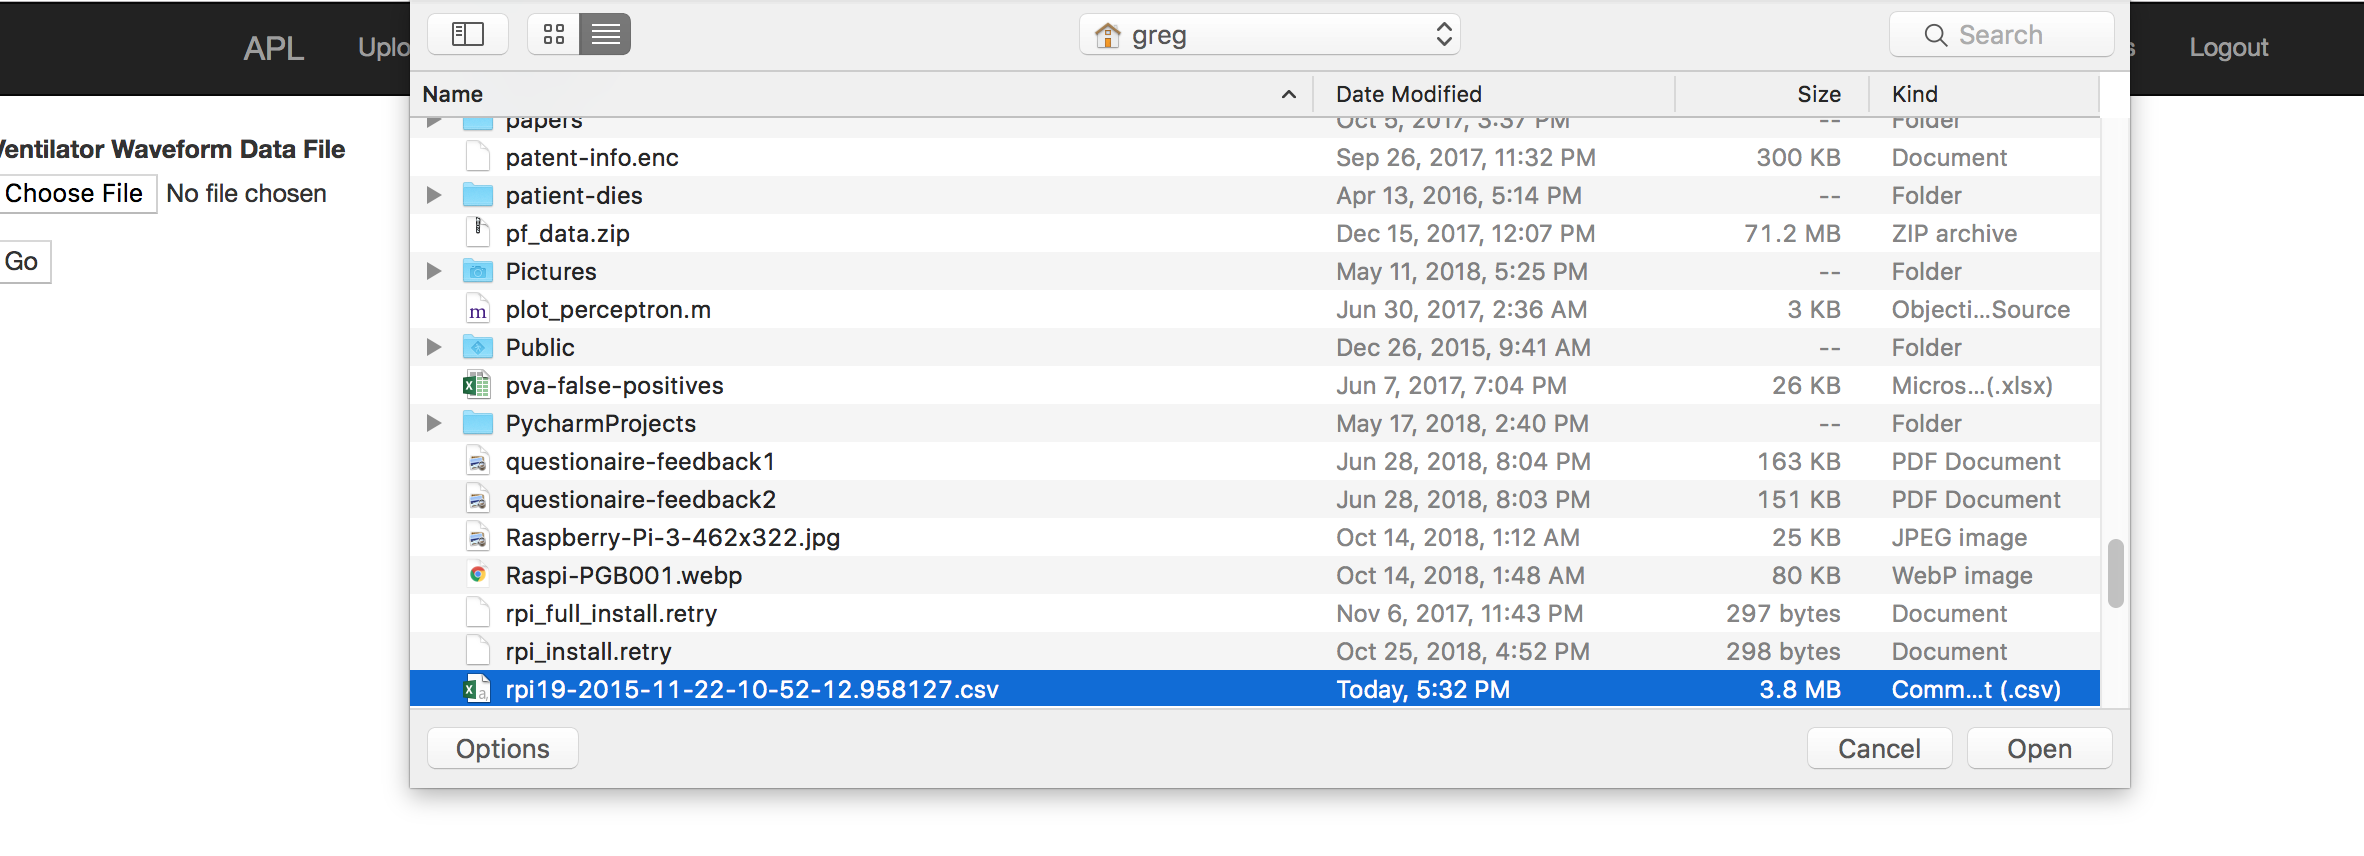 APL Uplo greg Search s Logout
Name Date Modified Size Kind
papers Oct 5, 2017, 3:37 PM -- Folder
Ventilator Waveform Data File
patent-info.enc Sep 26, 2017, 11:32 PM 300 KB Document
Choose File No file chosen
patient-dies Apr 13, 2016, 5:14 PM -- Folder
pf_data.zip Dec 15, 2017, 12:07 PM 71.2 MB ZIP archive
Go
Pictures May 11, 2018, 5:25 PM -- Folder
plot_perceptron.m Jun 30, 2017, 2:36 AM 3 KB Objecti...Source
Public Dec 26, 2015, 9:41 AM -- Folder
pva-false-positives Jun 7, 2017, 7:04 PM 26 KB Micros...(.xlsx)
PycharmProjects May 17, 2018, 2:40 PM -- Folder
questionaire-feedback1 Jun 28, 2018, 8:04 PM 163 KB PDF Document
questionaire-feedback2 Jun 28, 2018, 8:03 PM 151 KB PDF Document
Raspberry-Pi-3-462x322.jpg Oct 14, 2018, 1:12 AM 25 KB JPEG image
Raspi-PGB001.webp Oct 14, 2018, 1:48 AM 80 KB WebP image
rpi_full_install.retry Nov 6, 2017, 11:43 PM 297 bytes Document
rpi_install.retry Oct 25, 2018, 4:52 PM 298 bytes Document
rpi19-2015-11-22-10-52-12.958127.csv Today, 5:32 PM 3.8 MB Comm...t (.csv)
Options Cancel Open